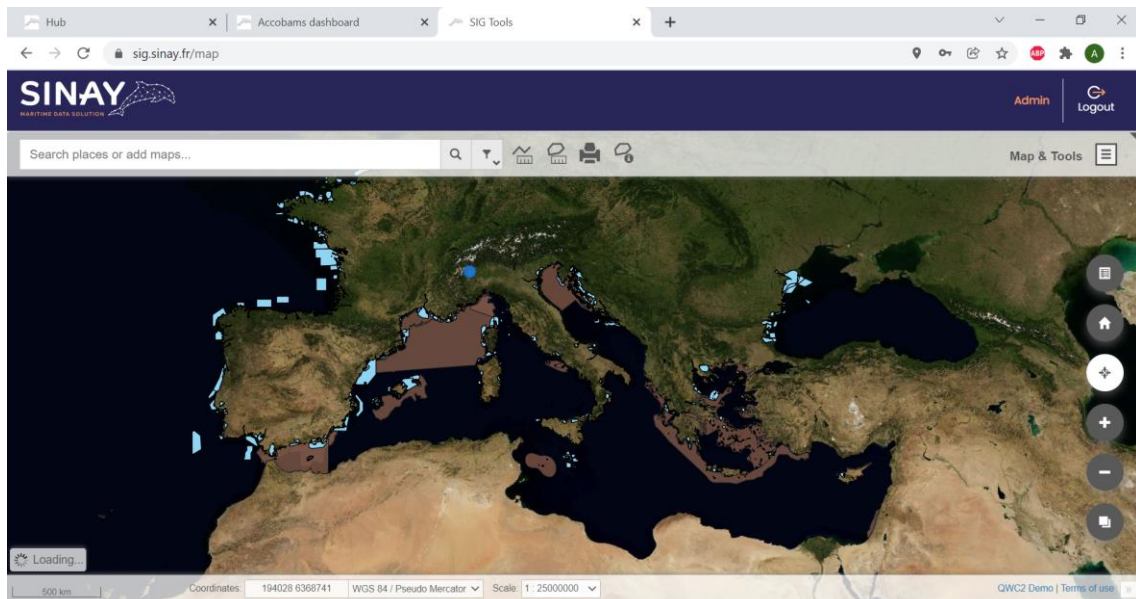 Hub
Accobams dashboard
SIG Tools
sig.sinay.fr/map
ABP
A
SINAY
MARITIME DATA SOLUTION
Admin
Logout
Search places or add maps...
Map & Tools
Loading...
500 km
Coordinates: 194028 6368741 WGS 84 / Pseudo Mercator Scale 1 : 25000000
QWC2 Demo | Terms of use